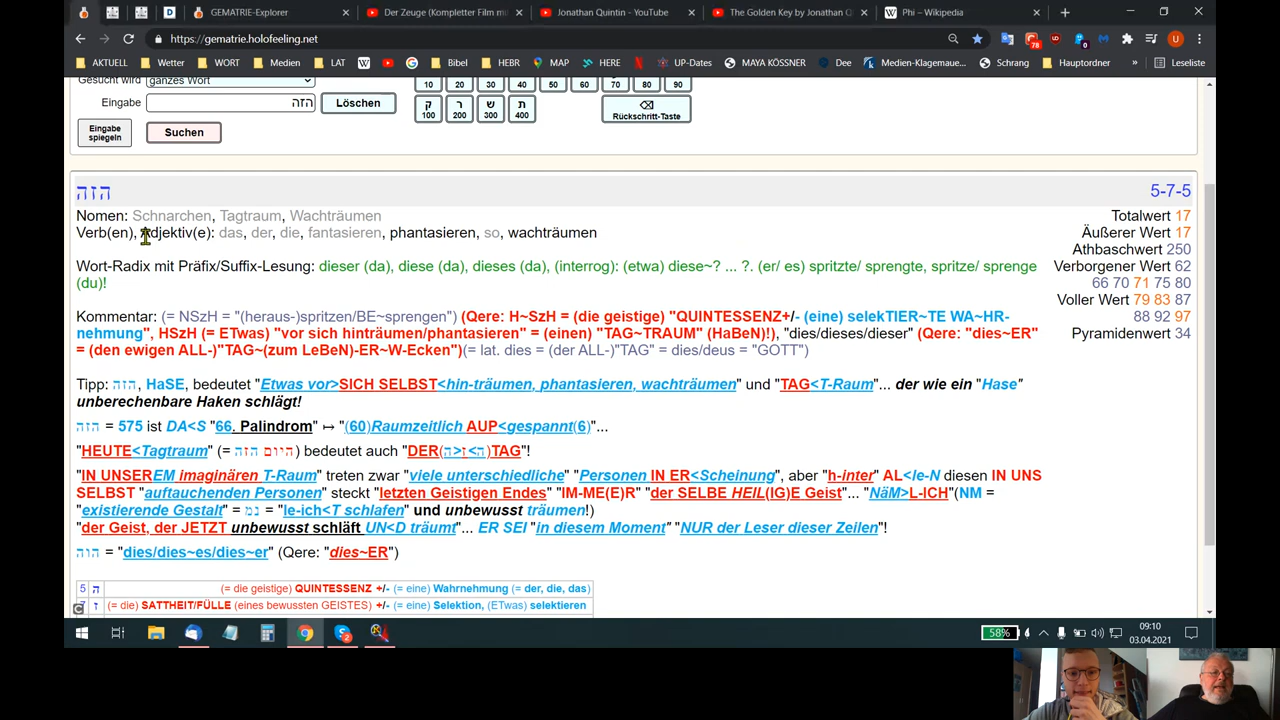 GEMATRIE-Explorer
Der Zeuge (Kompletter Film mi
Jonathan Quintin - YouTube
The Golden Key by Jonathan Q
Phi – Wikipedia
https://gematrie.holofeeling.net
AKTUELL Wetter WORT Medien LAT Bibel HEBR MAP HERE UP-Dates MAYA KÖSSNER Dee Medien-Klagemaue... Schrang Hauptordner » Leseliste
Gesucht wird ganzes Wort
10 20 30 40 50 60 70 80 90
Eingabe הזה Löschen
ק ר ש ת
100 200 300 400
Rückschritt-Taste
Eingabe spiegeln Suchen
הזה 5-7-5
Nomen: Schnarchen, Tagtraum, Wachträumen
Totalwert 17
Verb(en), Adjektiv(e): das, der, die, fantasieren, phantasieren, so, wachträumen
Äußerer Wert 17
Athbaschwert 250
Verborgener Wert 62
66 70 71 75 80
Voller Wert 79 83 87
88 92 97
Pyramidenwert 34
Wort-Radix mit Präfix/Suffix-Lesung: dieser (da), diese (da), dieses (da), (interrog): (etwa) diese~? ... ?. (er/ es) spritzte/ sprengte, spritze/ sprenge
(du)!
Kommentar: (= NSzH = "(heraus-)spritzen/BE~sprengen") (Qere: H~SzH = (die geistige) "QUINTESSENZ+/- (eine) selekTIER~TE WA~HR-
nehmung", HSzH (= ETwas) "vor sich hinträumen/phantasieren" = (einen) "TAG~TRAUM" (HaBeN)!), "dies/dieses/dieser" (Qere: "dies~ER"
= (den ewigen ALL-)"TAG~(zum LeBeN)-ER~W-Ecken")(= lat. dies = (der ALL-)"TAG" = dies/deus = "GOTT")
Tipp: הזה, HaSE, bedeutet "Etwas vor>SICH SELBST<hin-träumen, phantasieren, wachträumen" und "TAG<T-Raum"... der wie ein "Hase"
unberechenbare Haken schlägt!
הזה = 575 ist DA<S "66. Palindrom" ↦ "(60)Raumzeitlich AUP<gespannt(6)"...
"HEUTE<Tagtraum" (= היום הזה) bedeutet auch "DER(ה>ז<ה)TAG"!
"IN UNSEREM imaginären T-Raum" treten zwar "viele unterschiedliche" "Personen IN ER<Scheinung", aber "h-inter" AL<le-N diesen IN UNS
SELBST "auftauchenden Personen" steckt "letzten Geistigen Endes" "IM-ME(E)R" "der SELBE HEIL(IG)E Geist"... "NäM>L-ICH"(NM =
"existierende Gestalt" = נמ = "le-ich<T schlafen" und unbewusst träumen!)
"der Geist, der JETZT unbewusst schläft UN<D träumt"... ER SEI "in diesem Moment" "NUR der Leser dieser Zeilen"!
הוה = "dies/dies~es/dies~er" (Qere: "dies~ER")
5 ה (= die geistige) QUINTESSENZ +/- (= eine) Wahrnehmung (= der, die, das)
ז (= die) SATTHEIT/FÜLLE (eines bewussten GEISTES) +/- (= eine) Selektion, (ETwas) selektieren
58%
09:10
03.04.2021